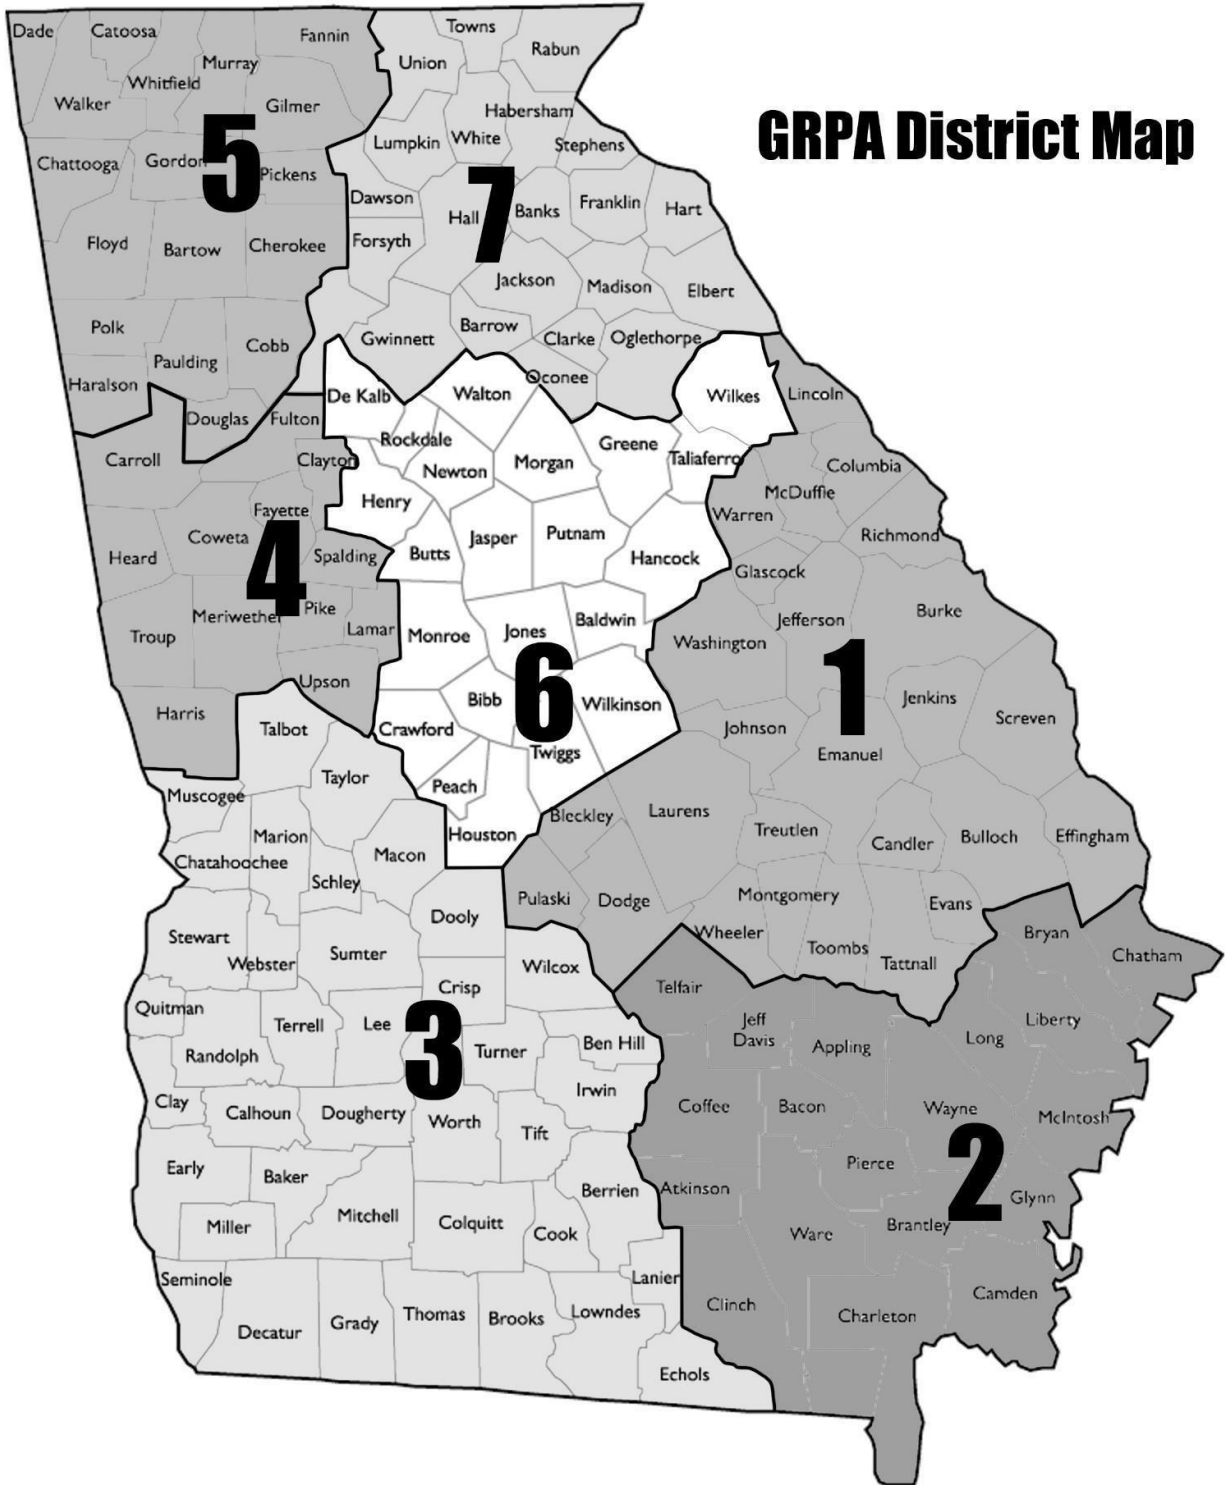 GRPA District Map
Dade
Catoosa
Fannin
Towns
Rabun
Union
Murray
Whitfield
Walker
Gilmer
Habersham
White
Lumpkin
Stephens
Chattooga
Gordon
5
Pickens
7
Dawson
Hall
Banks
Franklin
Hart
Floyd
Bartow
Cherokee
Forsyth
Jackson
Madison
Elbert
Polk
Cobb
Paulding
Gwinnett
Barrow
Clarke
Oglethorpe
Haralson
Oconee
Douglas
Fulton
De Kalb
Walton
Wilkes
Lincoln
Carroll
Clayton
Rockdale
Newton
Morgan
Greene
Taliaferro
Columbia
McDuffie
Warren
Richmond
Henry
Fayette
Coweta
4
Heard
Spalding
Butts
Jasper
Putnam
Hancock
Glascock
Jefferson
Burke
Troup
Meriwether
Pike
Lamar
Monroe
Jones
Baldwin
Washington
1
Jenkins
Screven
Harris
Upson
Talbot
Crawford
Bibb
6
Wilkinson
Twiggs
Johnson
Emanuel
Taylor
Muscogee
Peach
Houston
Bleckley
Laurens
Treutlen
Candler
Bulloch
Effingham
Marion
Chatahoochee
Macon
Schley
Dooly
Pulaski
Dodge
Montgomery
Evans
Wheeler
Toombs
Tattnall
Bryan
Chatham
Stewart
Webster
Sumter
Crisp
Wilcox
Telfair
Quitman
Terrell
Lee
3
Turner
Ben Hill
Jeff
Davis
Appling
Long
Liberty
Randolph
Irwin
Clay
Calhoun
Dougherty
Worth
Tift
Coffee
Bacon
Wayne
McIntosh
Early
Baker
Pierce
2
Berrien
Atkinson
Glynn
Miller
Mitchell
Colquitt
Cook
Ware
Brantley
Seminole
Lanier
Clinch
Charleton
Camden
Decatur
Grady
Thomas
Brooks
Lowndes
Echols